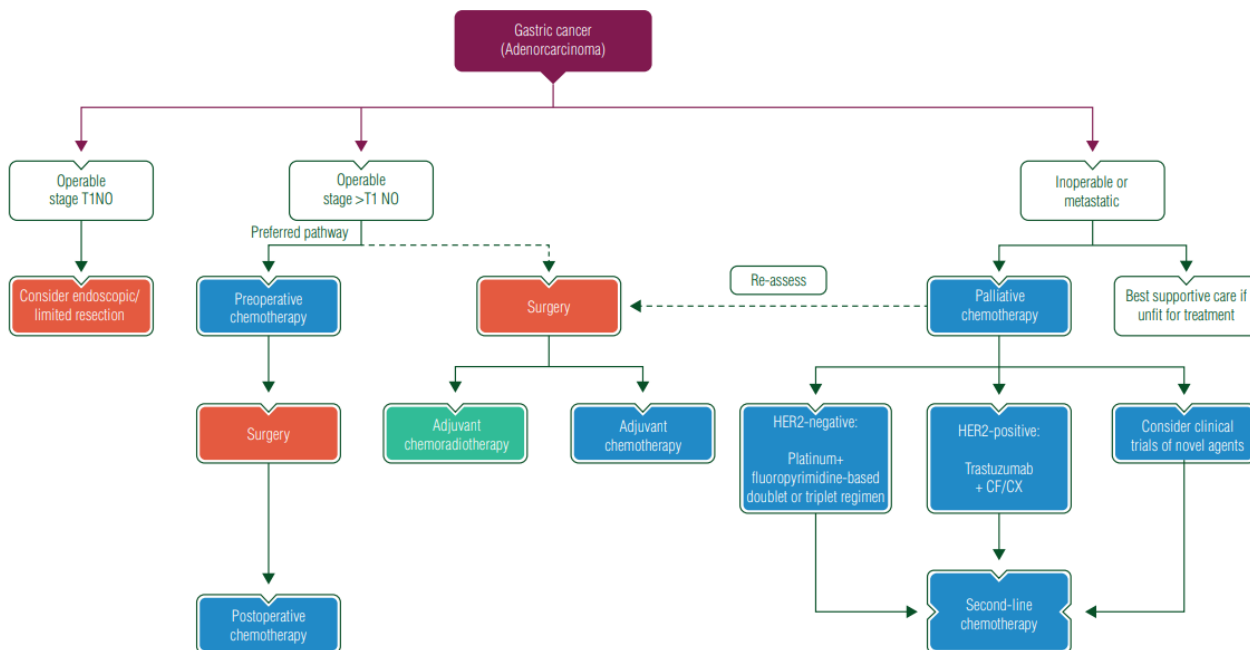 Gastric cancer
(Adenorcarcinoma)
Operable
stage T1NO
Operable
stage >T1 NO
Inoperable or
metastatic
Preferred pathway
Consider endoscopic/
limited resection
Preoperative
chemotherapy
Surgery
Re-assess
Palliative
chemotherapy
Best supportive care if
unfit for treatment
Surgery
Adjuvant
chemoradiotherapy
Adjuvant
chemotherapy
HER2-negative:
Platinum+
fluoropyrimidine-based
doublet or triplet regimen
HER2-positive:
Trastuzumab
+ CF/CX
Consider clinical
trials of novel agents
Postoperative
chemotherapy
Second-line
chemotherapy